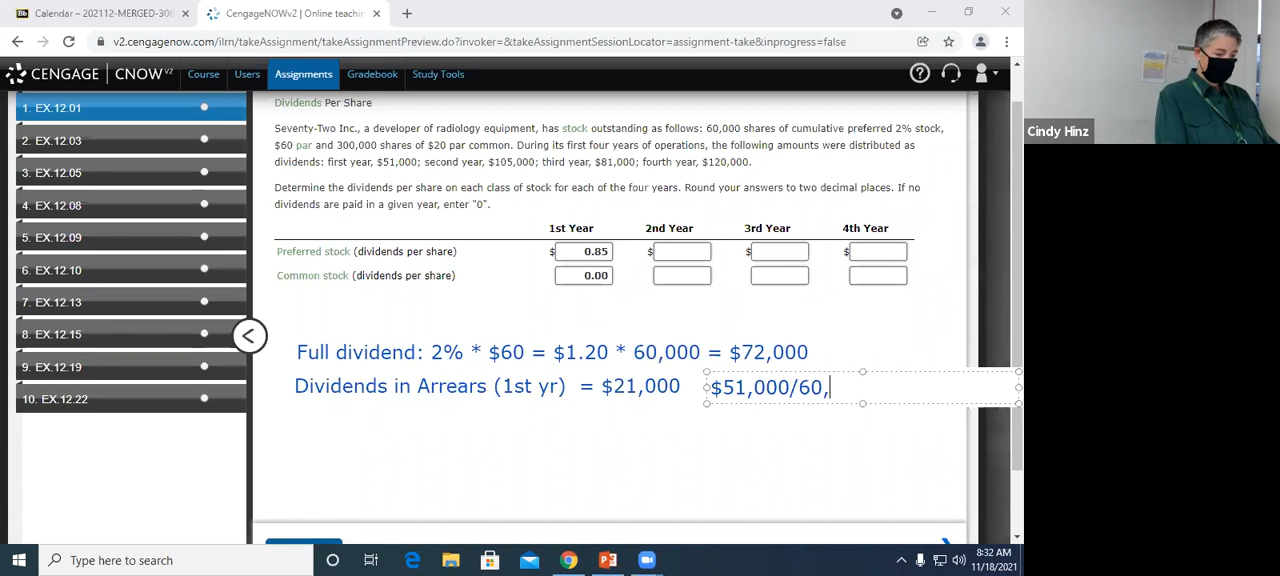 Calendar – 202112-MERGED-306
CengageNOWv2 | Online teachin
v2.cengagenow.com/ilrn/takeAssignment/takeAssignmentPreview.do?invoker=&takeAssignmentSessionLocator=assignment-take&inprogress=false
CENGAGE | CNOWv2 Course Users Assignments Gradebook Study Tools
1. EX.12.01
2. EX.12.03
3. EX.12.05
4. EX.12.08
5. EX.12.09
6. EX.12.10
7. EX.12.13
8. EX.12.15
9. EX.12.19
10. EX.12.22
Dividends Per Share
Seventy-Two Inc., a developer of radiology equipment, has stock outstanding as follows: 60,000 shares of cumulative preferred 2% stock,
$60 par and 300,000 shares of $20 par common. During its first four years of operations, the following amounts were distributed as
dividends: first year, $51,000; second year, $105,000; third year, $81,000; fourth year, $120,000.
Determine the dividends per share on each class of stock for each of the four years. Round your answers to two decimal places. If no
dividends are paid in a given year, enter "0".
1st Year 2nd Year 3rd Year 4th Year
Preferred stock (dividends per share) $ 0.85 $ $ $
Common stock (dividends per share) 0.00
Full dividend: 2% * $60 = $1.20 * 60,000 = $72,000
Dividends in Arrears (1st yr) = $21,000 $51,000/60,
Cindy Hinz
Type here to search
8:32 AM
11/18/2021